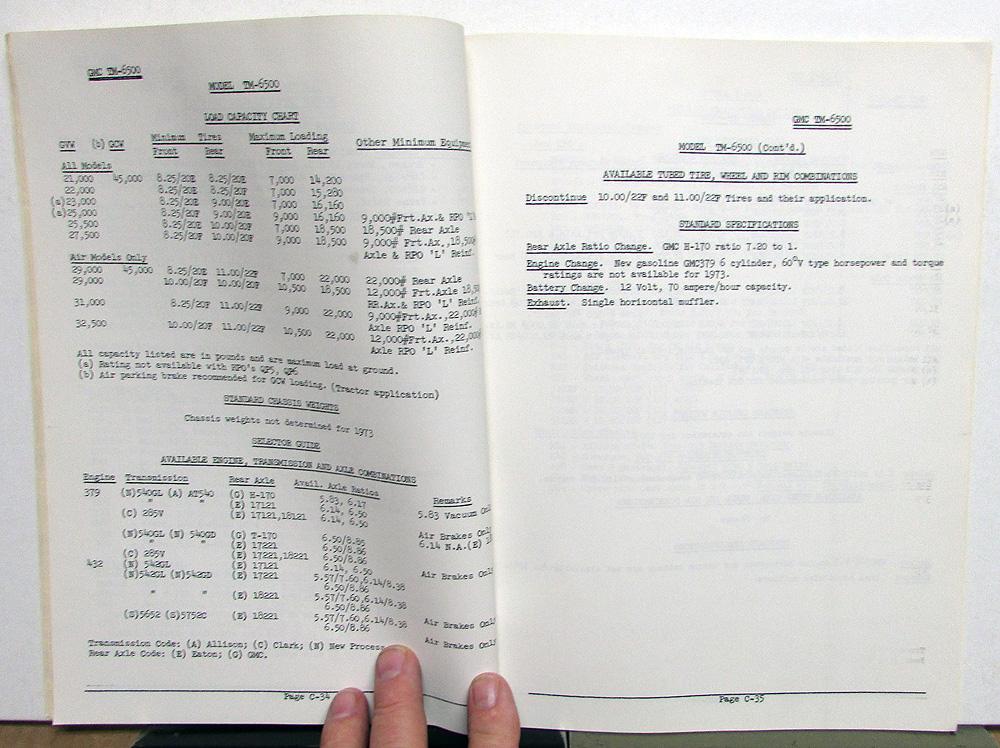 GMC TM-6500
MODEL TM-6500
LOAD CAPACITY CHART
Minimum Tires Maximum Loading
GVW (b) GCW Front Rear Front Rear Other Minimum Equipmen
All Models
21,000 45,000 8.25/20E 8.25/20E 7,000 14,200
22,000 8.25/20E 8.25/20F 7,000 15,280
(a)23,000 8.25/20E 9.00/20E 7,000 16,160
(a)25,000 8.25/20E 9.00/20E 9,000 16,160 9,000#Frt.Ax.& RPO
25,500 8.25/20E 10.00/20F 7,000 18,500 18,500# Rear Axle
27,500 8.25/20F 10.00/20F 9,000 18,500 9,000# Frt.Ax.,18,500
Axle & RPO 'L' Reinf.
Air Models Only
29,000 45,000 8.25/20E 11.00/22F 7,000 22,000 22,000# Rear Axle
29,000 10.00/20F 10.00/20F 10,500 18,500 12,000# Frt.Axle 18,5
RR.Ax.& RPO 'L' Reinf
31,000 8.25/20F 11.00/22F 9,000 22,000 9,000#Frt.Ax.,22,000#
Axle RPO 'L' Reinf.
32,500 10.00/20F 11.00/22F 10,500 22,000 12,000#Frt.Ax.,22,000
Axle RPO 'L' Reinf.
All capacity listed are in pounds and are maximum load at ground.
(a) Rating not available with RPO's QF5, QF6
(b) Air parking brake recommended for GCW loading. (Tractor application)
STANDARD CHASSIS WEIGHTS
Chassis weights not determined for 1973
SELECTOR GUIDE
AVAILABLE ENGINE, TRANSMISSION AND AXLE COMBINATIONS
Engine Transmission Rear Axle Avail. Axle Ratios Remarks
379 (N)540GL (A) AT540 (G) H-170 5.83, 6.17 5.83 Vacuum Onl
" " (E) 17121 6.14, 6.50
(C) 285V (E) 17121,18121 6.14, 6.50
(N)540GL (N) 540GD (G) T-170 6.50/8.85 Air Brakes Only
" " (E) 17221 6.50/8.86 6.14 N.A.(E)
(C) 285V (E) 17221,18221 6.50/8.86
432 (N) 542GL (E) 17121 6.14, 6.50
(N)542GL (N)542GD (E) 17221 5.57/7.60,6.14/8.38 Air Brakes Onl
6.50/8.86
" " (E) 18221 5.57/7.60,6.14/8.38
6.50/8.86 Air Brakes Onl
(S)5652 (S)5752C (E) 18221 5.57/7.60,6.14/8.38
6.50/8.86 Air Brakes Onl
Transmission Code: (A) Allison; (C) Clark; (N) New Process
Rear Axle Code: (E) Eaton; (G) GMC.
Page C-34
GMC TM-6500
MODEL TM-6500 (Cont'd.)
AVAILABLE TUBED TIRE, WHEEL AND RIM COMBINATIONS
Discontinue 10.00/22F and 11.00/22F Tires and their application.
STANDARD SPECIFICATIONS
Rear Axle Ratio Change. GMC H-170 ratio 7.20 to 1.
Engine Change. New gasoline GMC379 6 cylinder, 60°V type horsepower and torque
ratings are not available for 1973.
Battery Change. 12 Volt, 70 ampere/hour capacity.
Exhaust. Single horizontal muffler.
Page C-35